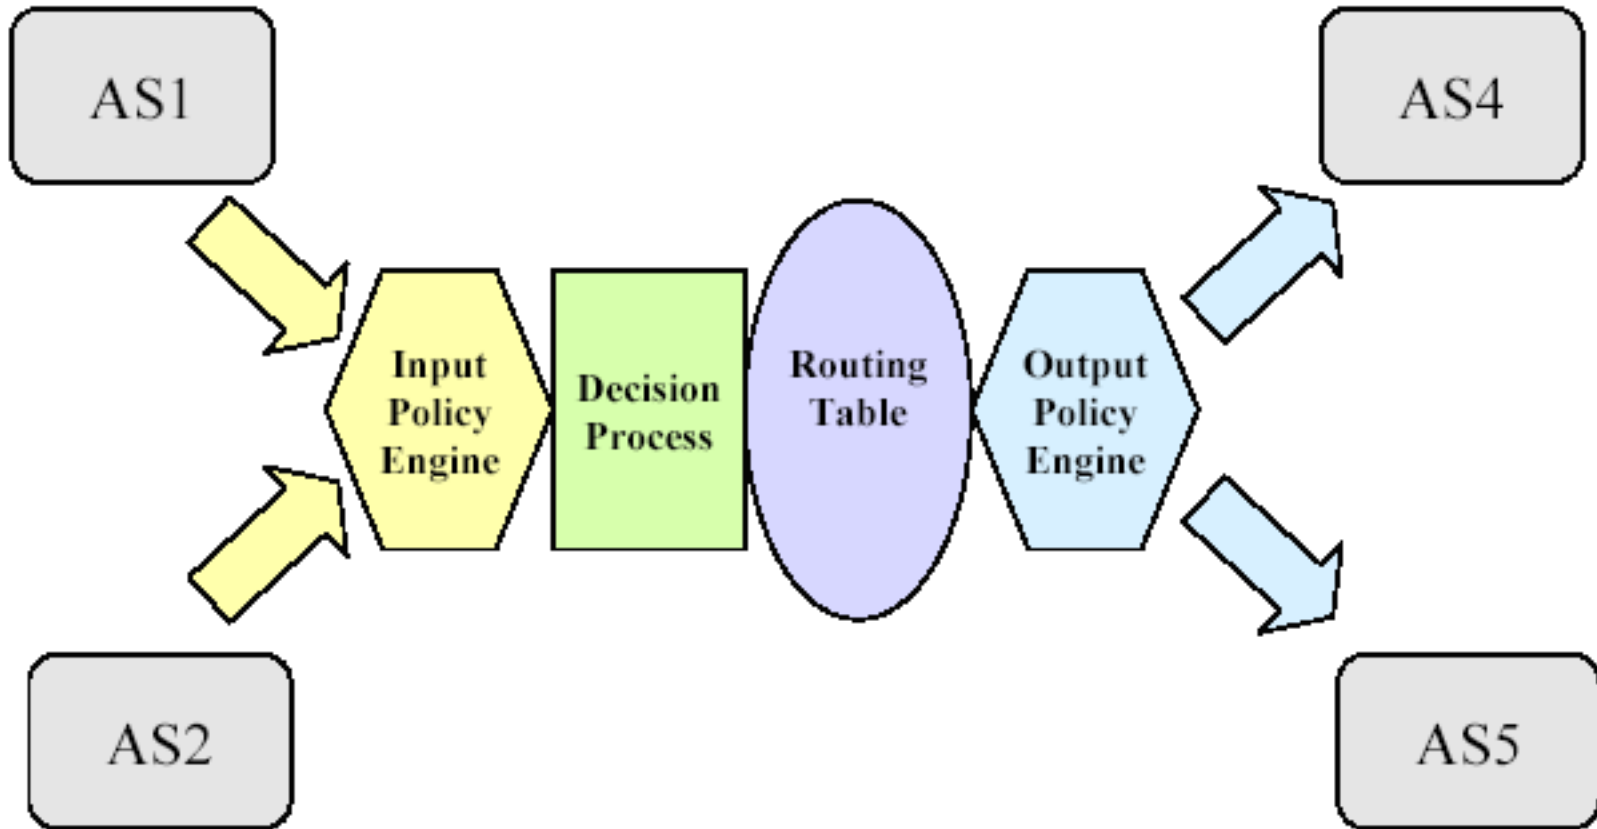 AS1
AS4
Input
Policy
Engine
Decision
Process
Routing
Table
Output
Policy
Engine
AS2
AS5